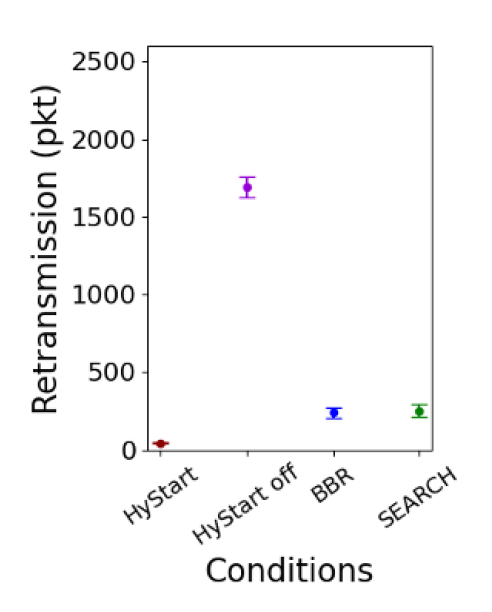 Retransmission (pkt)
2500
2000
1500
1000
500
0
HyStart
HyStart off
BBR
SEARCH
Conditions